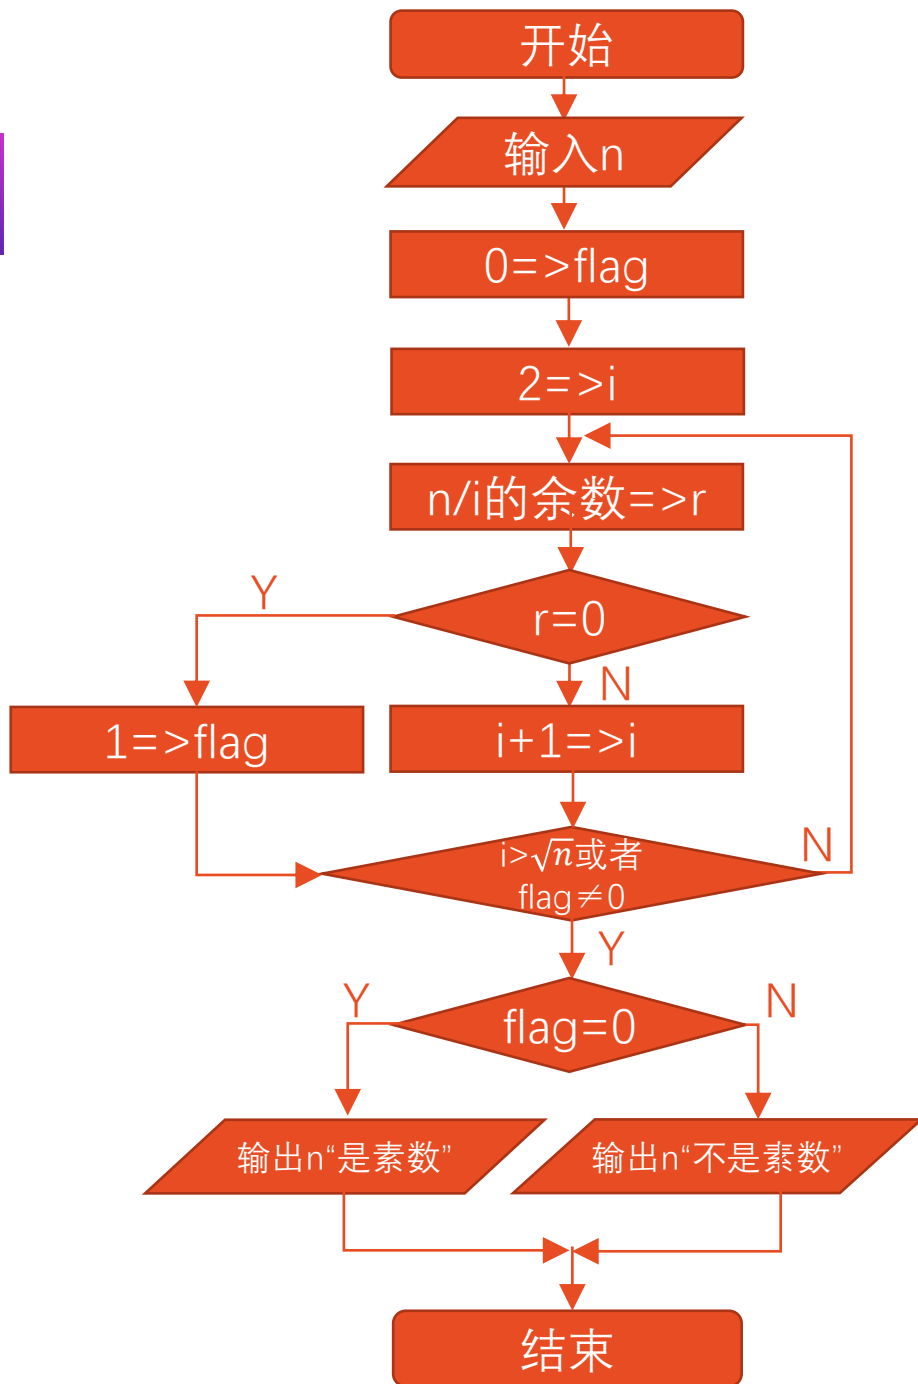 开始
输入n
0=>flag
2=>i
n/i的余数=>r
Y
r=0
N
1=>flag
i+1=>i
i>√n或者
flag≠0
N
Y
Y
flag=0
N
输出n“是素数”
输出n“不是素数”
结束